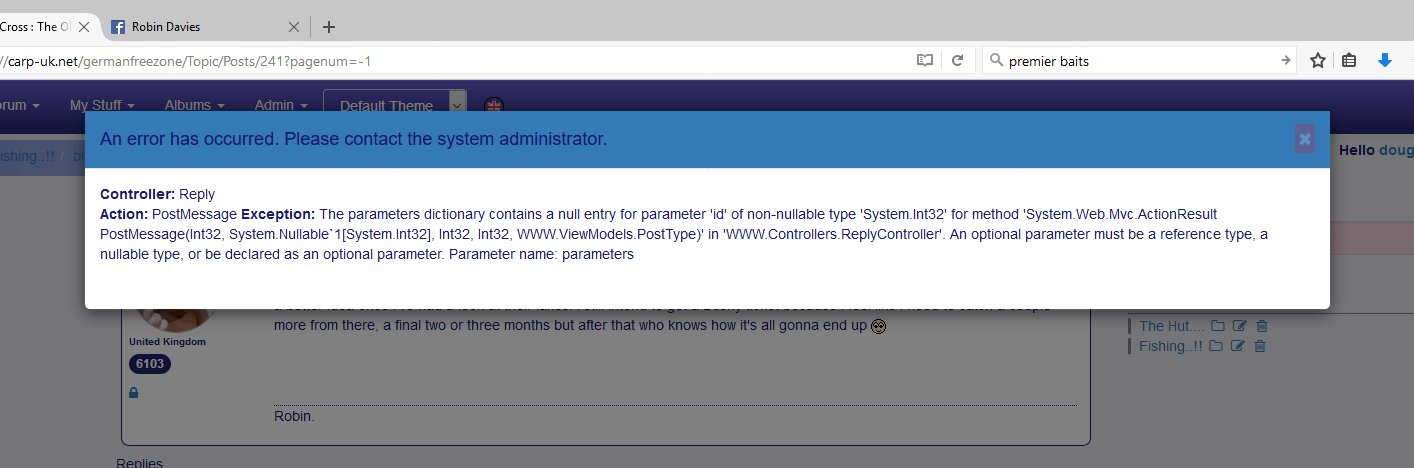 Cross : The Ol
Robin Davies
//carp-uk.net/germanfreezone/Topic/Posts/241?pagenum=-1
premier baits
orum My Stuff Albums Admin Default Theme
An error has occurred. Please contact the system administrator.
ishing..!! / bl
Hello doug
Controller: Reply
Action: PostMessage Exception: The parameters dictionary contains a null entry for parameter 'id' of non-nullable type 'System.Int32' for method 'System.Web.Mvc.ActionResult
PostMessage(Int32, System.Nullable`1[System.Int32], Int32, Int32, WWW.ViewModels.PostType)' in 'WWW.Controllers.ReplyController'. An optional parameter must be a reference type, a
nullable type, or be declared as an optional parameter. Parameter name: parameters
more from there, a final two or three months but after that who knows how it's all gonna end up
United Kingdom
6103
The Hut....
Fishing..!!
Robin.
Replies